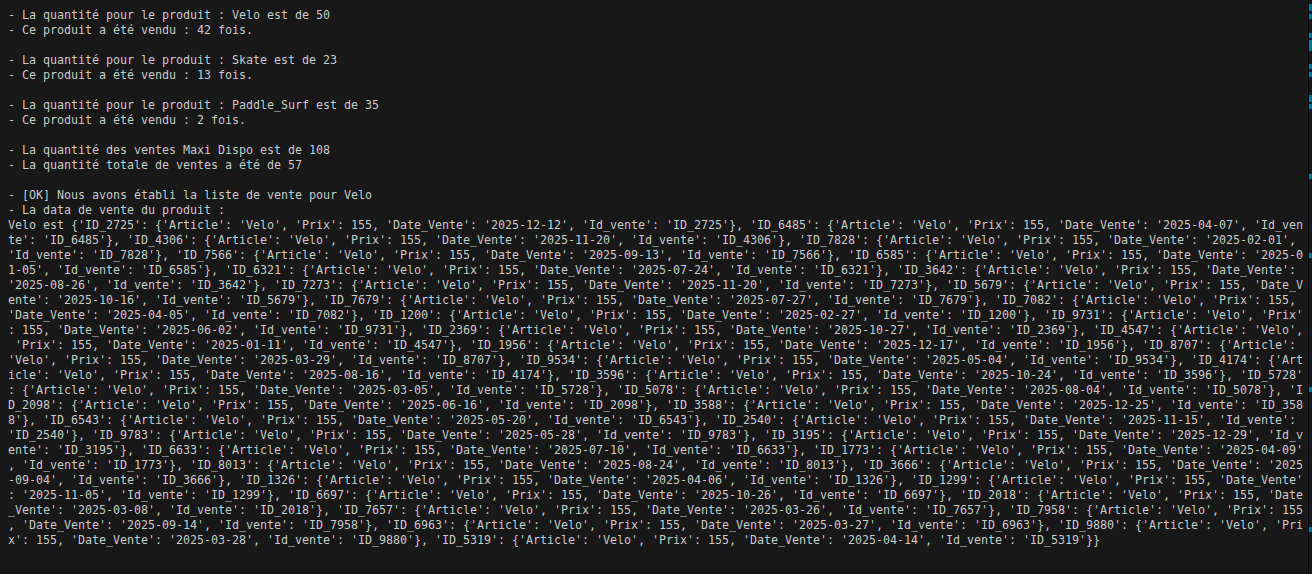 - La quantité pour le produit : Velo est de 50
- Ce produit a été vendu : 42 fois.
- La quantité pour le produit : Skate est de 23
- Ce produit a été vendu : 13 fois.
- La quantité pour le produit : Paddle_Surf est de 35
- Ce produit a été vendu : 2 fois.
- La quantité des ventes Maxi Dispo est de 108
- La quantité totale de ventes a été de 57
- [OK] Nous avons établi la liste de vente pour Velo
- La data de vente du produit :
Velo est {'ID_2725': {'Article': 'Velo', 'Prix': 155, 'Date_Vente': '2025-12-12', 'Id_vente': 'ID_2725'}, 'ID_6485': {'Article': 'Velo', 'Prix': 155, 'Date_Vente': '2025-04-07', 'Id_ven
te': 'ID_6485'}, 'ID_4306': {'Article': 'Velo', 'Prix': 155, 'Date_Vente': '2025-11-20', 'Id_vente': 'ID_4306'}, 'ID_7828': {'Article': 'Velo', 'Prix': 155, 'Date_Vente': '2025-02-01',
'Id_vente': 'ID_7828'}, 'ID_7566': {'Article': 'Velo', 'Prix': 155, 'Date_Vente': '2025-09-13', 'Id_vente': 'ID_7566'}, 'ID_6585': {'Article': 'Velo', 'Prix': 155, 'Date_Vente': '2025-0
1-05', 'Id_vente': 'ID_6585'}, 'ID_6321': {'Article': 'Velo', 'Prix': 155, 'Date_Vente': '2025-07-24', 'Id_vente': 'ID_6321'}, 'ID_3642': {'Article': 'Velo', 'Prix': 155, 'Date_Vente':
'2025-08-26', 'Id_vente': 'ID_3642'}, 'ID_7273': {'Article': 'Velo', 'Prix': 155, 'Date_Vente': '2025-11-20', 'Id_vente': 'ID_7273'}, 'ID_5679': {'Article': 'Velo', 'Prix': 155, 'Date_V
ente': '2025-10-16', 'Id_vente': 'ID_5679'}, 'ID_7679': {'Article': 'Velo', 'Prix': 155, 'Date_Vente': '2025-07-27', 'Id_vente': 'ID_7679'}, 'ID_7082': {'Article': 'Velo', 'Prix': 155,
'Date_Vente': '2025-04-05', 'Id_vente': 'ID_7082'}, 'ID_1200': {'Article': 'Velo', 'Prix': 155, 'Date_Vente': '2025-02-27', 'Id_vente': 'ID_1200'}, 'ID_9731': {'Article': 'Velo', 'Prix'
: 155, 'Date_Vente': '2025-06-02', 'Id_vente': 'ID_9731'}, 'ID_2369': {'Article': 'Velo', 'Prix': 155, 'Date_Vente': '2025-10-27', 'Id_vente': 'ID_2369'}, 'ID_4547': {'Article': 'Velo',
'Prix': 155, 'Date_Vente': '2025-01-11', 'Id_vente': 'ID_4547'}, 'ID_1956': {'Article': 'Velo', 'Prix': 155, 'Date_Vente': '2025-12-17', 'Id_vente': 'ID_1956'}, 'ID_8707': {'Article':
'Velo', 'Prix': 155, 'Date_Vente': '2025-03-29', 'Id_vente': 'ID_8707'}, 'ID_9534': {'Article': 'Velo', 'Prix': 155, 'Date_Vente': '2025-05-04', 'Id_vente': 'ID_9534'}, 'ID_4174': {'Art
icle': 'Velo', 'Prix': 155, 'Date_Vente': '2025-08-16', 'Id_vente': 'ID_4174'}, 'ID_3596': {'Article': 'Velo', 'Prix': 155, 'Date_Vente': '2025-10-24', 'Id_vente': 'ID_3596'}, 'ID_5728'
: {'Article': 'Velo', 'Prix': 155, 'Date_Vente': '2025-03-05', 'Id_vente': 'ID_5728'}, 'ID_5078': {'Article': 'Velo', 'Prix': 155, 'Date_Vente': '2025-08-04', 'Id_vente': 'ID_5078'}, 'I
D_2098': {'Article': 'Velo', 'Prix': 155, 'Date_Vente': '2025-06-16', 'Id_vente': 'ID_2098'}, 'ID_3588': {'Article': 'Velo', 'Prix': 155, 'Date_Vente': '2025-12-25', 'Id_vente': 'ID_358
8'}, 'ID_6543': {'Article': 'Velo', 'Prix': 155, 'Date_Vente': '2025-05-20', 'Id_vente': 'ID_6543'}, 'ID_2540': {'Article': 'Velo', 'Prix': 155, 'Date_Vente': '2025-11-15', 'Id_vente':
'ID_2540'}, 'ID_9783': {'Article': 'Velo', 'Prix': 155, 'Date_Vente': '2025-05-28', 'Id_vente': 'ID_9783'}, 'ID_3195': {'Article': 'Velo', 'Prix': 155, 'Date_Vente': '2025-12-29', 'Id_v
ente': 'ID_3195'}, 'ID_6633': {'Article': 'Velo', 'Prix': 155, 'Date_Vente': '2025-07-10', 'Id_vente': 'ID_6633'}, 'ID_1773': {'Article': 'Velo', 'Prix': 155, 'Date_Vente': '2025-04-09'
, 'Id_vente': 'ID_1773'}, 'ID_8013': {'Article': 'Velo', 'Prix': 155, 'Date_Vente': '2025-08-24', 'Id_vente': 'ID_8013'}, 'ID_3666': {'Article': 'Velo', 'Prix': 155, 'Date_Vente': '2025
-09-04', 'Id_vente': 'ID_3666'}, 'ID_1326': {'Article': 'Velo', 'Prix': 155, 'Date_Vente': '2025-04-06', 'Id_vente': 'ID_1326'}, 'ID_1299': {'Article': 'Velo', 'Prix': 155, 'Date_Vente'
: '2025-11-05', 'Id_vente': 'ID_1299'}, 'ID_6697': {'Article': 'Velo', 'Prix': 155, 'Date_Vente': '2025-10-26', 'Id_vente': 'ID_6697'}, 'ID_2018': {'Article': 'Velo', 'Prix': 155, 'Date
_Vente': '2025-03-08', 'Id_vente': 'ID_2018'}, 'ID_7657': {'Article': 'Velo', 'Prix': 155, 'Date_Vente': '2025-03-26', 'Id_vente': 'ID_7657'}, 'ID_7958': {'Article': 'Velo', 'Prix': 155
, 'Date_Vente': '2025-09-14', 'Id_vente': 'ID_7958'}, 'ID_6963': {'Article': 'Velo', 'Prix': 155, 'Date_Vente': '2025-03-27', 'Id_vente': 'ID_6963'}, 'ID_9880': {'Article': 'Velo', 'Pri
x': 155, 'Date_Vente': '2025-03-28', 'Id_vente': 'ID_9880'}, 'ID_5319': {'Article': 'Velo', 'Prix': 155, 'Date_Vente': '2025-04-14', 'Id_vente': 'ID_5319'}}